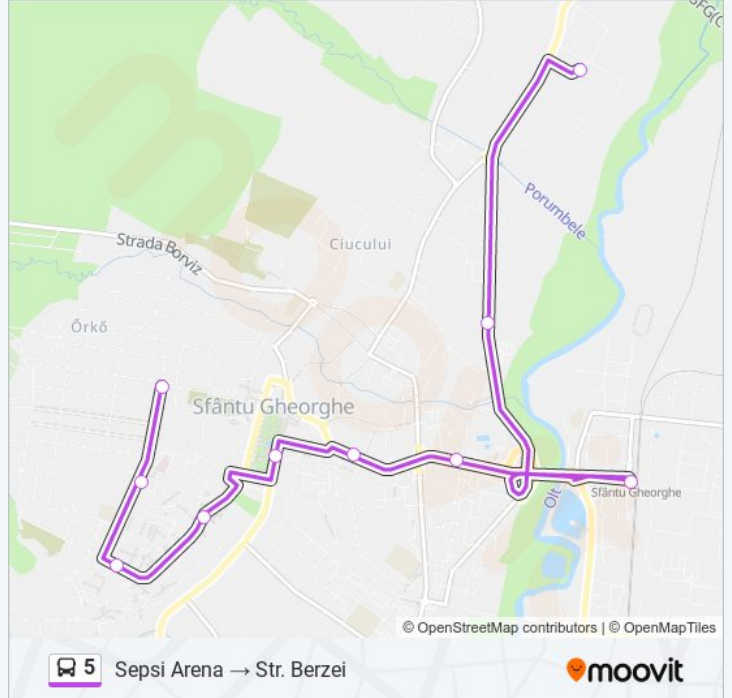 SFG(C
Porumbele
Ciucului
Strada Borviz
Őrkő
Sfântu Gheorghe
Olt
Sfântu Gheorghe
© OpenStreetMap contributors | © OpenMapTiles
5 Sepsi Arena → Str. Berzei
moovit